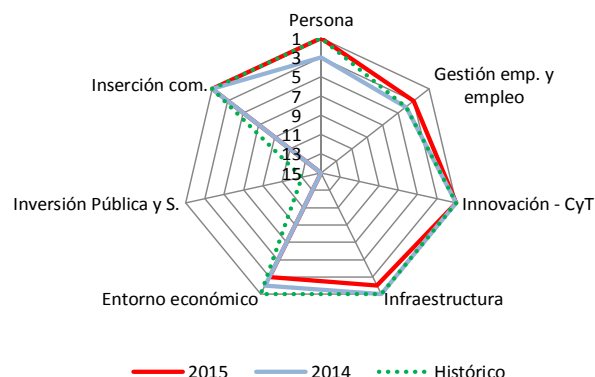 Persona
1
3
5
7
9
11
13
15
Gestión emp. y
empleo
Inserción com.
Innovación - CyT
Inversión Pública y S.
Entorno económico
Infraestructura
2015
2014
Histórico